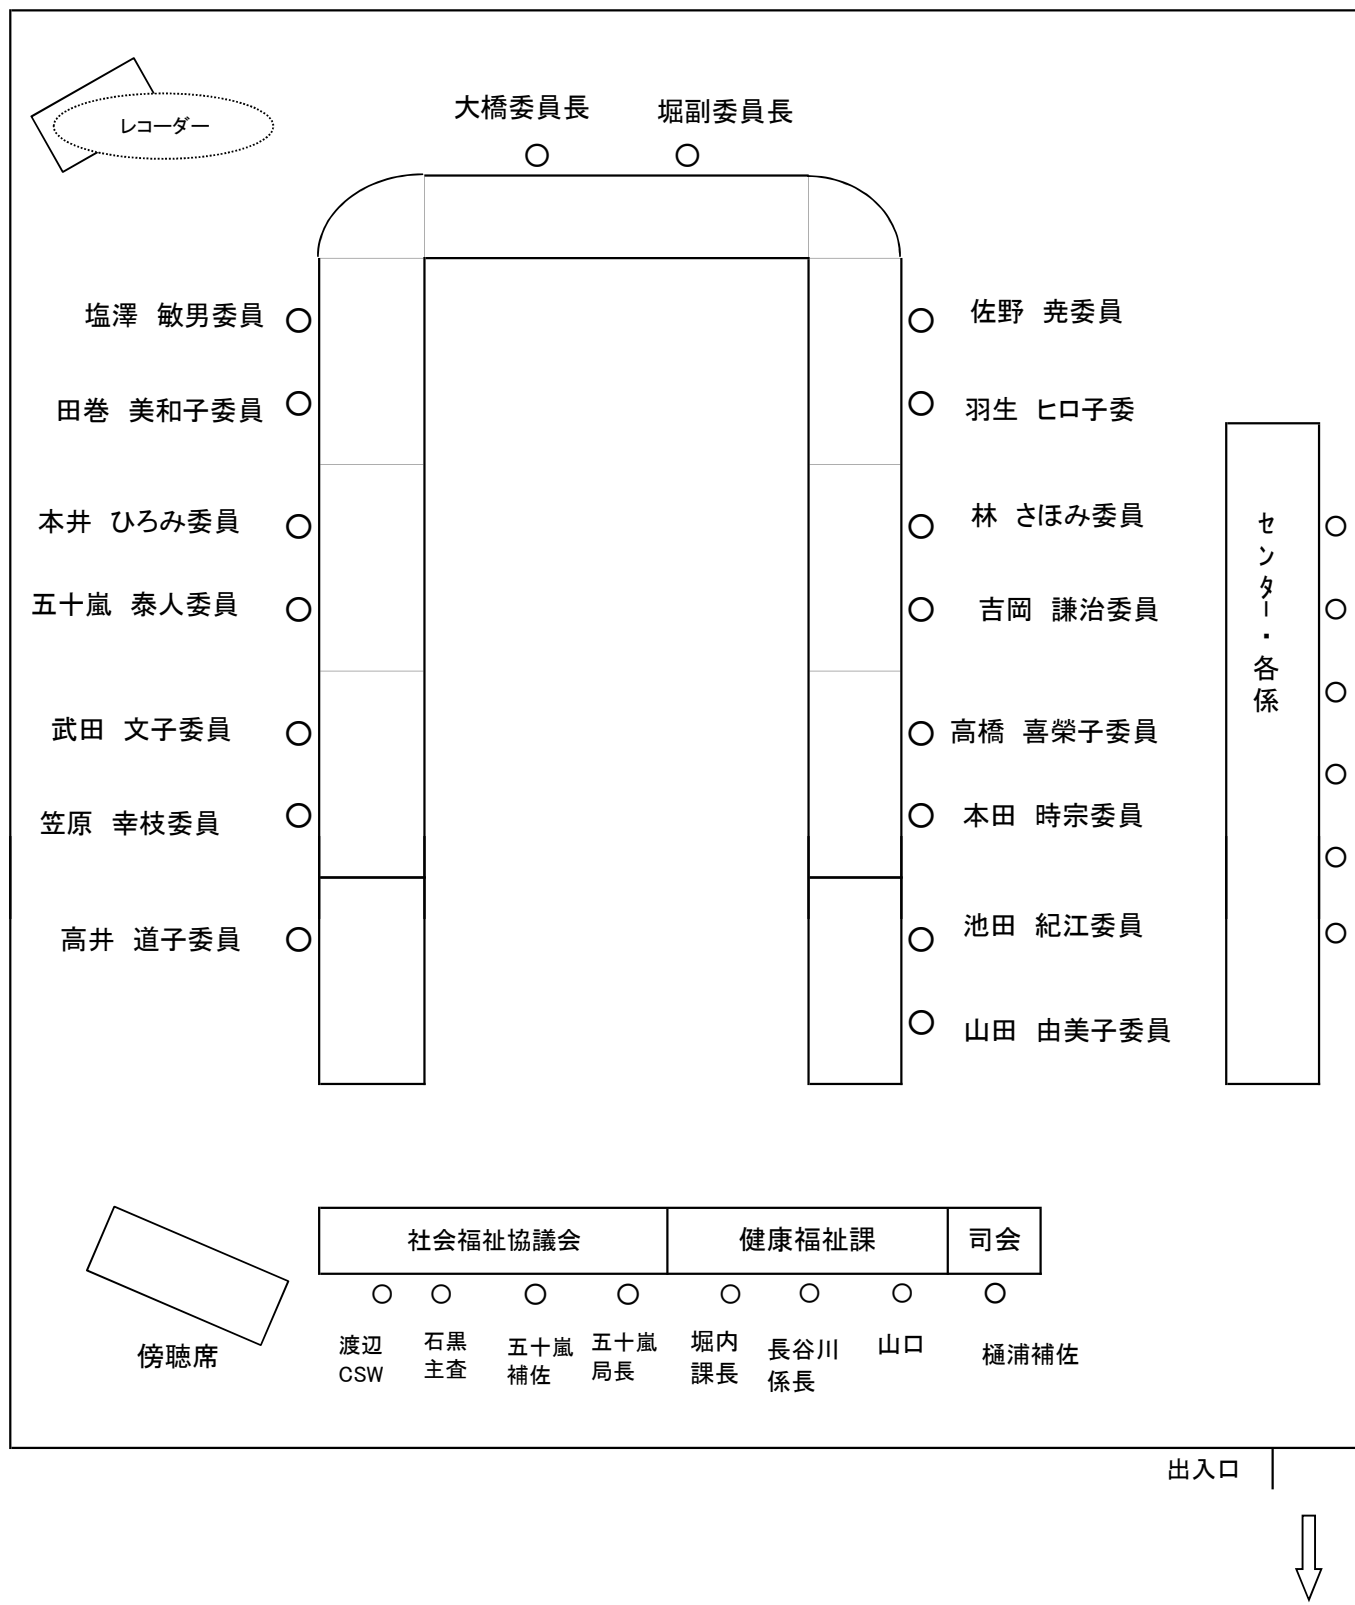 レコーダー
大橋委員長
堀副委員長
塩澤　敏男委員
佐野　尭委員
田巻　美和子委員
羽生　ヒロ子委
本井　ひろみ委員
林　さほみ委員
五十嵐　泰人委員
吉岡　謙治委員
センター・各係
武田　文子委員
高橋　喜榮子委員
笠原　幸枝委員
本田　時宗委員
高井　道子委員
池田　紀江委員
山田　由美子委員
社会福祉協議会
健康福祉課
司会
渡辺
CSW
石黒
主査
五十嵐
補佐
五十嵐
局長
堀内
課長
長谷川
係長
山口
樋浦補佐
傍聴席
出入口